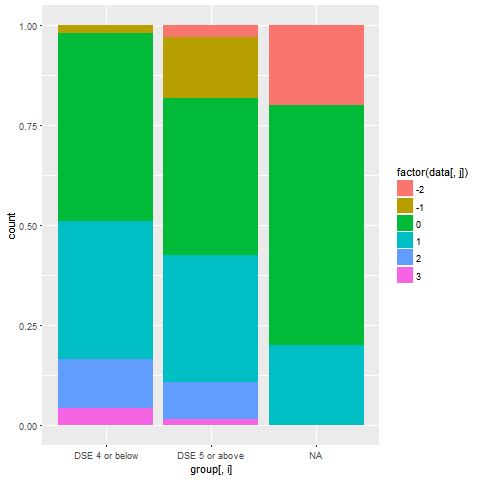 1.00
0.75
0.50
0.25
0.00
count
DSE 4 or below
DSE 5 or above
NA
group[, i]
factor(data[, j])
-2
-1
0
1
2
3